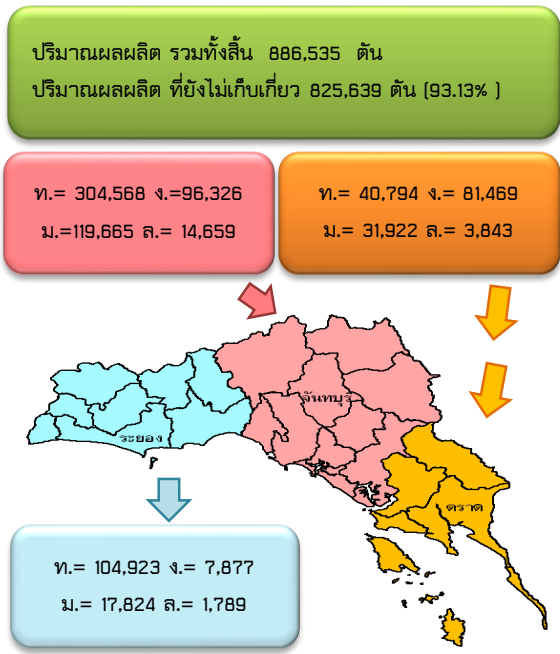 ปริมาณผลผลิต รวมทั้งสิ้น 886,535 ตัน
ปริมาณผลผลิต ที่ยังไม่เก็บเกี่ยว 825,639 ตัน (93.13% )
ท.= 304,568 ง.=96,326
ม.=119,665 ล.= 14,659
ท.= 40,794 ง.= 81,469
ม.= 31,922 ล.= 3,843
จันทบุรี
ระยอง
ตราด
ท.= 104,923 ง.= 7,877
ม.= 17,824 ล.= 1,789